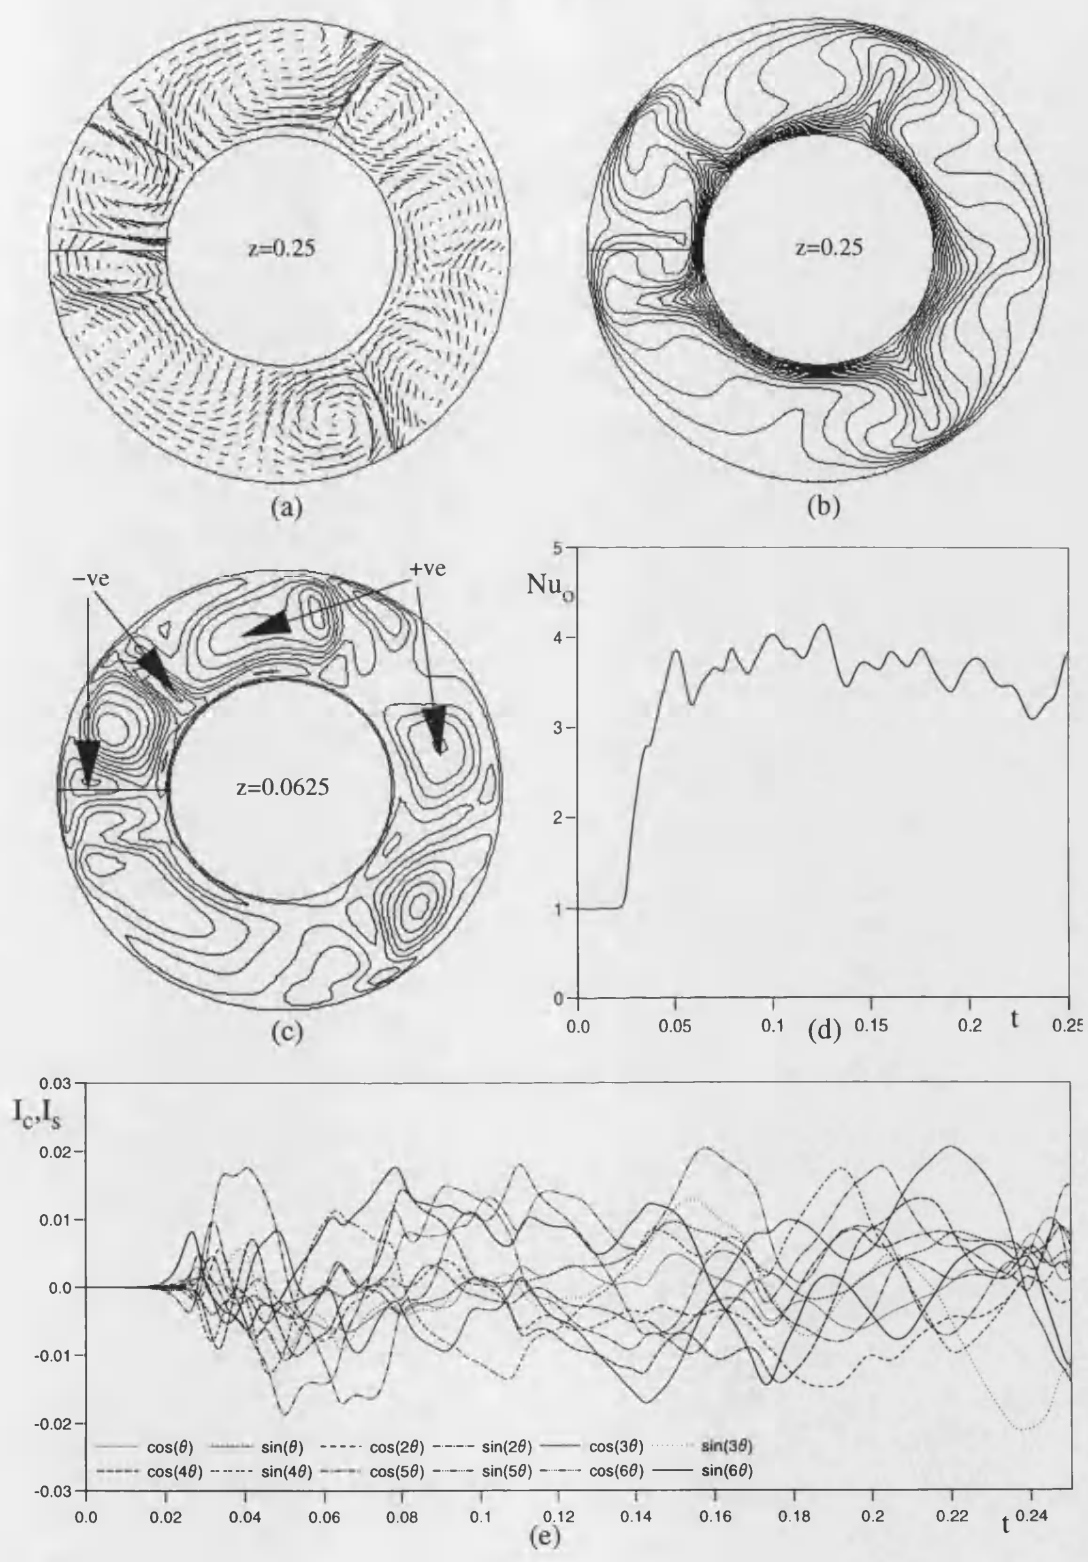 z=0.25
z=0.25
(a)
(b)
−ve
+ve
z=0.0625
(c)
Nuo
5
4
3
2
1
0
0.0 0.05 0.1 0.15 0.2 t 0.25
(d)
Ic,Is
0.03
0.02
0.01
0.0
-0.01
-0.02
-0.03
cos(θ) sin(θ) cos(2θ) sin(2θ) cos(3θ) sin(3θ)
cos(4θ) sin(4θ) cos(5θ) sin(5θ) cos(6θ) sin(6θ)
0.0 0.02 0.04 0.06 0.08 0.1 0.12 0.14 0.16 0.18 0.2 0.22 0.24 t
(e)